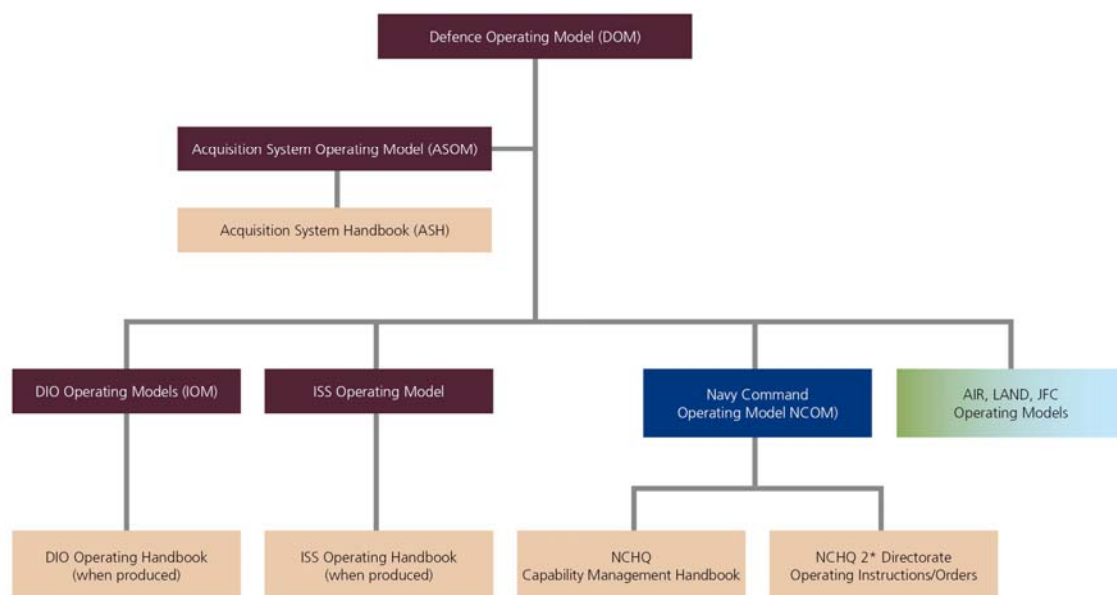 Defence Operating Model (DOM)
Acquisition System Operating Model (ASOM)
Acquisition System Handbook (ASH)
DIO Operating Models (IOM)
ISS Operating Model
Navy Command
Operating Model NCOM)
AIR, LAND, JFC
Operating Models
DIO Operating Handbook
(when produced)
ISS Operating Handbook
(when produced)
NCHQ
Capability Management Handbook
NCHQ 2* Directorate
Operating Instructions/Orders